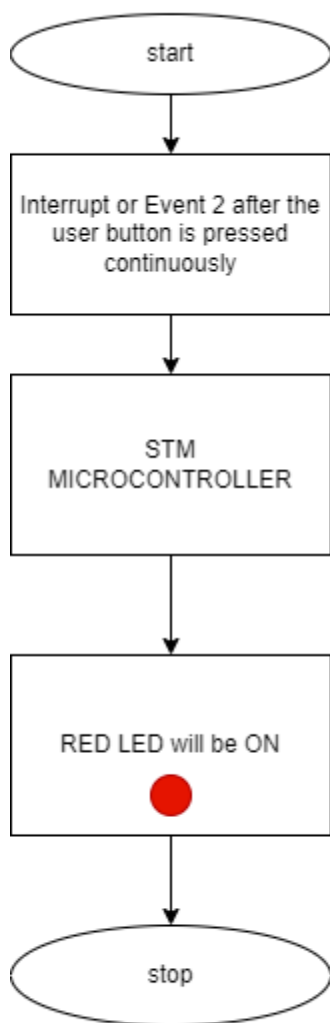 start
Interrupt or Event 2 after the
user button is pressed
continuously
STM
MICROCONTROLLER
RED LED will be ON
stop